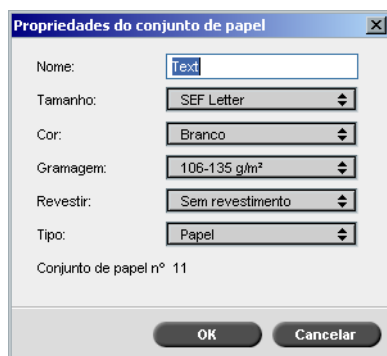 Propriedades do conjunto de papel
Nome: Text
Tamanho: SEF Letter
Cor: Branco
Gramagem: 106-135 g/m²
Revestir: Sem revestimento
Tipo: Papel
Conjunto de papel nº 11
OK Cancelar